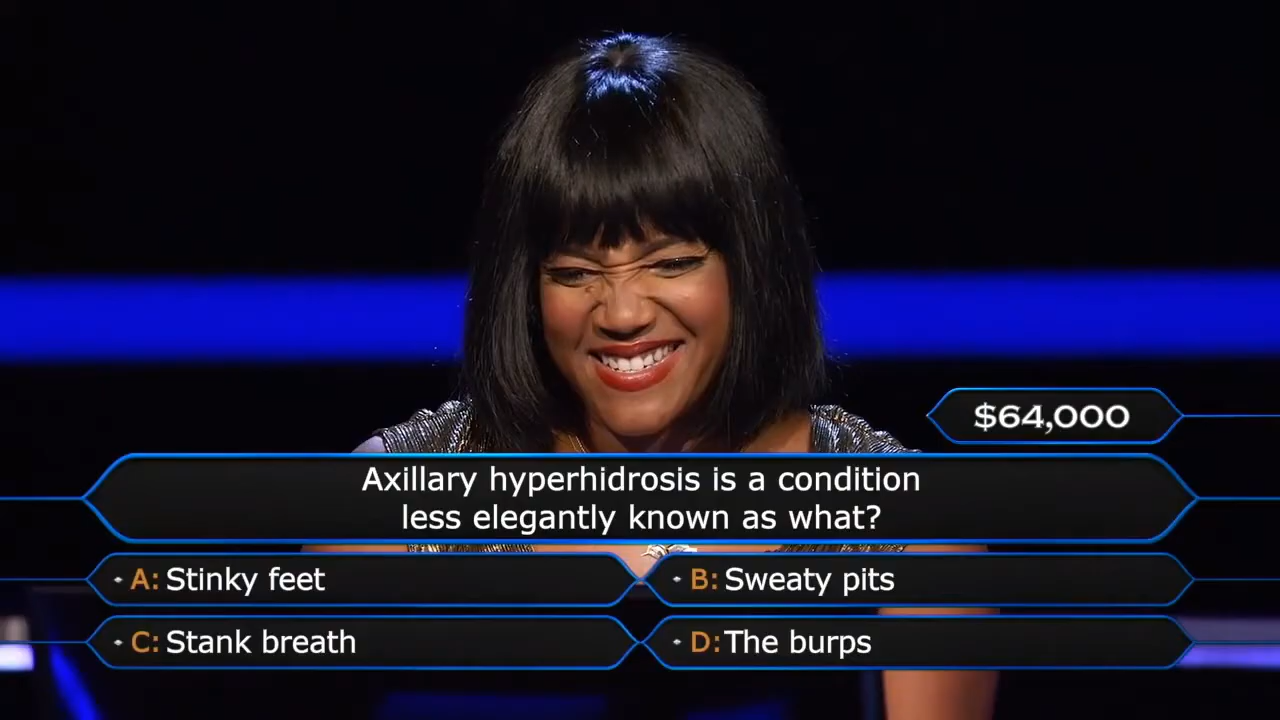 $64,000
Axillary hyperhidrosis is a condition
less elegantly known as what?
A: Stinky feet
B: Sweaty pits
C: Stank breath
D: The burps